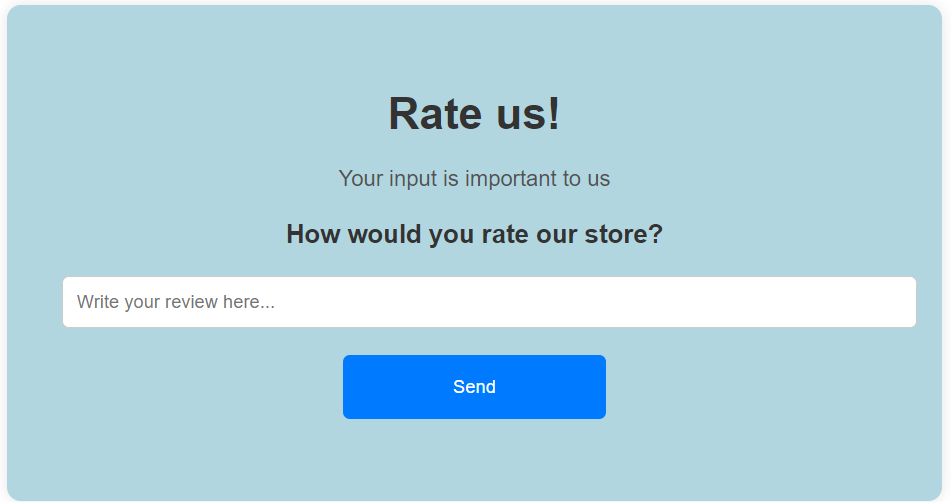 Rate us!
Your input is important to us
How would you rate our store?
Write your review here...
Send